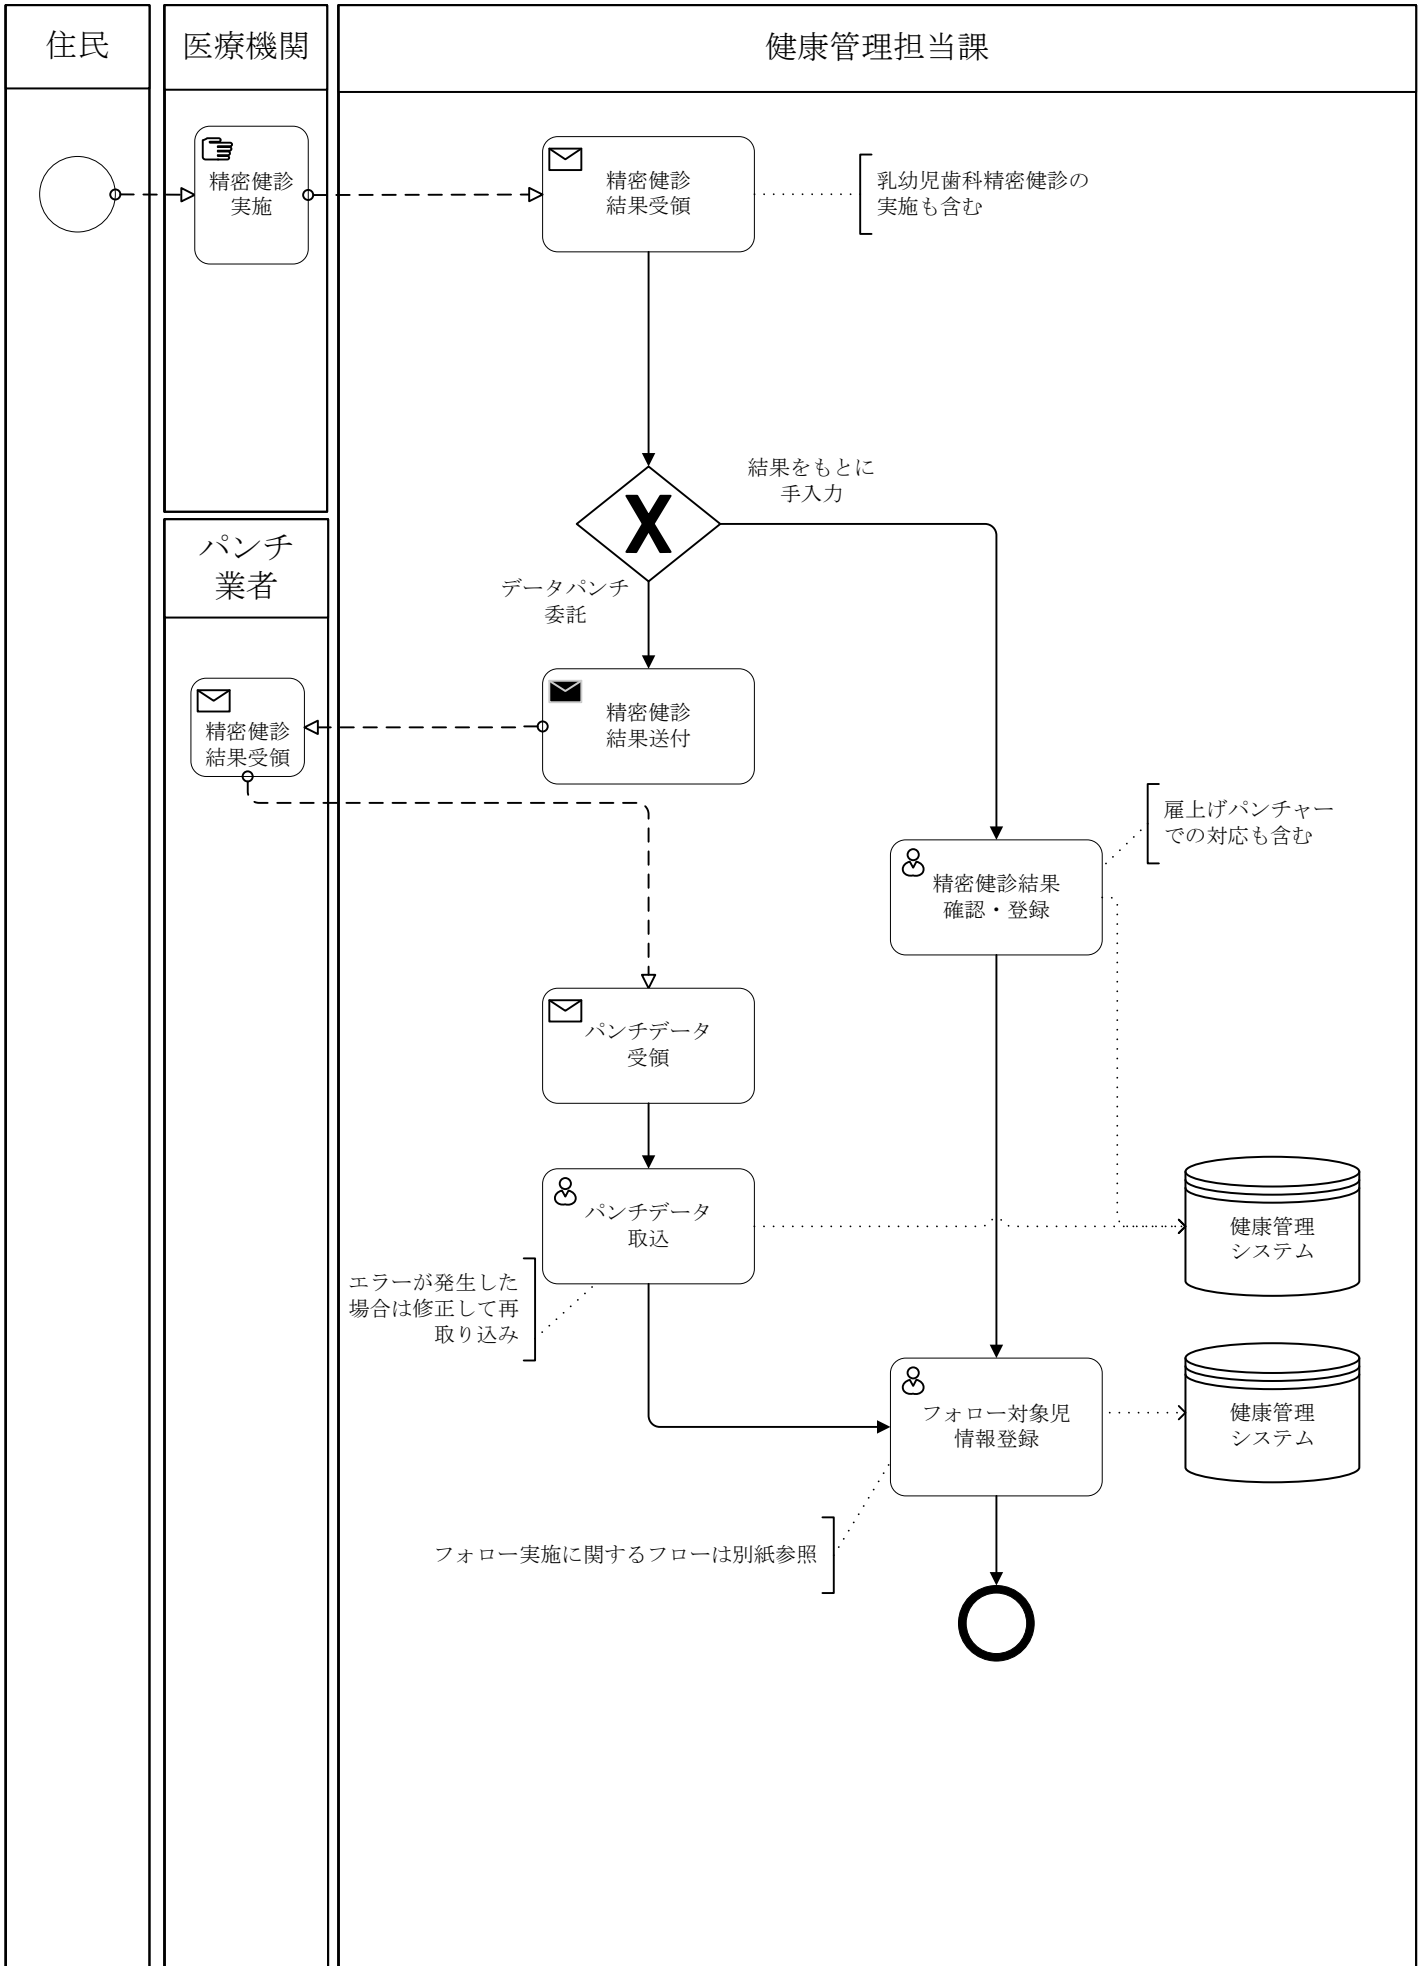 住民
医療機関
健康管理担当課
精密健診
実施
精密健診
結果受領
乳幼児歯科精密健診の
実施も含む
結果をもとに
手入力
X
パンチ
業者
データパンチ
委託
精密健診
結果受領
精密健診
結果送付
雇上げパンチャー
での対応も含む
精密健診結果
確認・登録
パンチデータ
受領
パンチデータ
取込
健康管理
システム
エラーが発生した
場合は修正して再
取り込み
フォロー対象児
情報登録
健康管理
システム
フォロー実施に関するフローは別紙参照